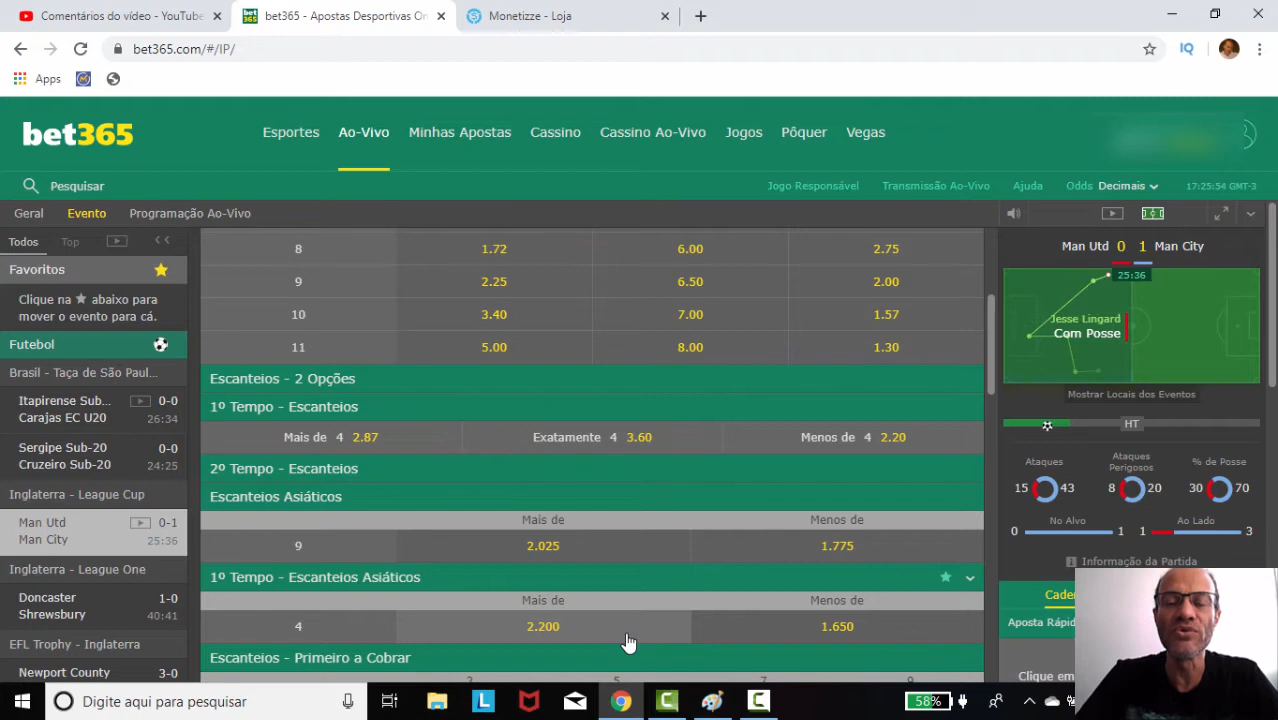 Comentários do vídeo - YouTube
bet365 - Apostas Desportivas On
Monetizze - Loja
bet365.com/#/IP/
IQ
Apps
bet365
Esportes Ao-Vivo Minhas Apostas Cassino Cassino Ao-Vivo Jogos Pôquer Vegas
Pesquisar
Jogo Responsável Transmissão Ao-Vivo Ajuda Odds Decimais 17:25:54 GMT-3
Geral Evento Programação Ao-Vivo
Todos Top
Favoritos
Clique na ★ abaixo para
mover o evento para cá.
Futebol
Brasil - Taça de São Paul...
Itapirense Sub... 0-0
Carajas EC U20 26:34
Sergipe Sub-20 0-0
Cruzeiro Sub-20 24:25
Inglaterra - League Cup
Man Utd 0-1
Man City 25:36
Inglaterra - League One
Doncaster 1-0
Shrewsbury 40:41
EFL Trophy - Inglaterra
Newport County 3-0
8 1.72 6.00 2.75
9 2.25 6.50 2.00
10 3.40 7.00 1.57
11 5.00 8.00 1.30
Escanteios - 2 Opções
1º Tempo - Escanteios
Mais de 4 2.87 Exatamente 4 3.60 Menos de 4 2.20
2º Tempo - Escanteios
Escanteios Asiáticos
Mais de Menos de
9 2.025 1.775
1º Tempo - Escanteios Asiáticos
Mais de Menos de
4 2.200 1.650
Escanteios - Primeiro a Cobrar
3 5 7 9
Man Utd 0 1 Man City
25:36
Jesse Lingard
Com Posse
Mostrar Locais dos Eventos
HT
Ataques Ataques Perigosos % de Posse
15 43 8 20 30 70
No Alvo Ao Lado
0 1 1 3
Informação da Partida
Cader
Aposta Rápid
Clique em
Digite aqui para pesquisar
58%